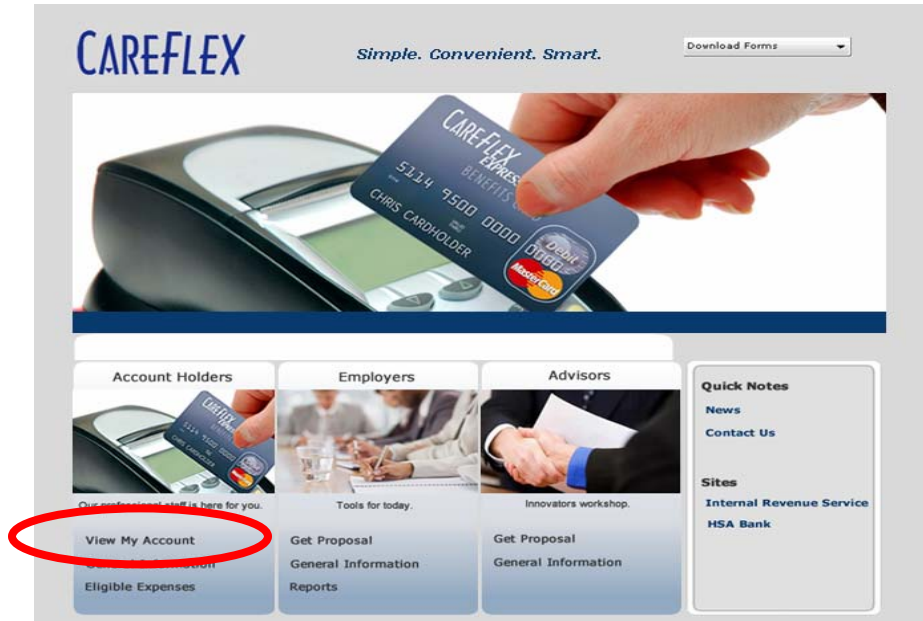 CAREFLEX
Simple. Convenient. Smart.
Download Forms
CAREFLEX
EXPRESS
BENEFITS
5114 9500 0000 0000
CHRIS CARDHOLDER
Debit
MasterCard
Account Holders
Our professional staff is here for you.
View My Account
General Information
Eligible Expenses
Employers
Tools for today.
Get Proposal
General Information
Reports
Advisors
Innovators workshop.
Get Proposal
General Information
Quick Notes
News
Contact Us
Sites
Internal Revenue Service
HSA Bank